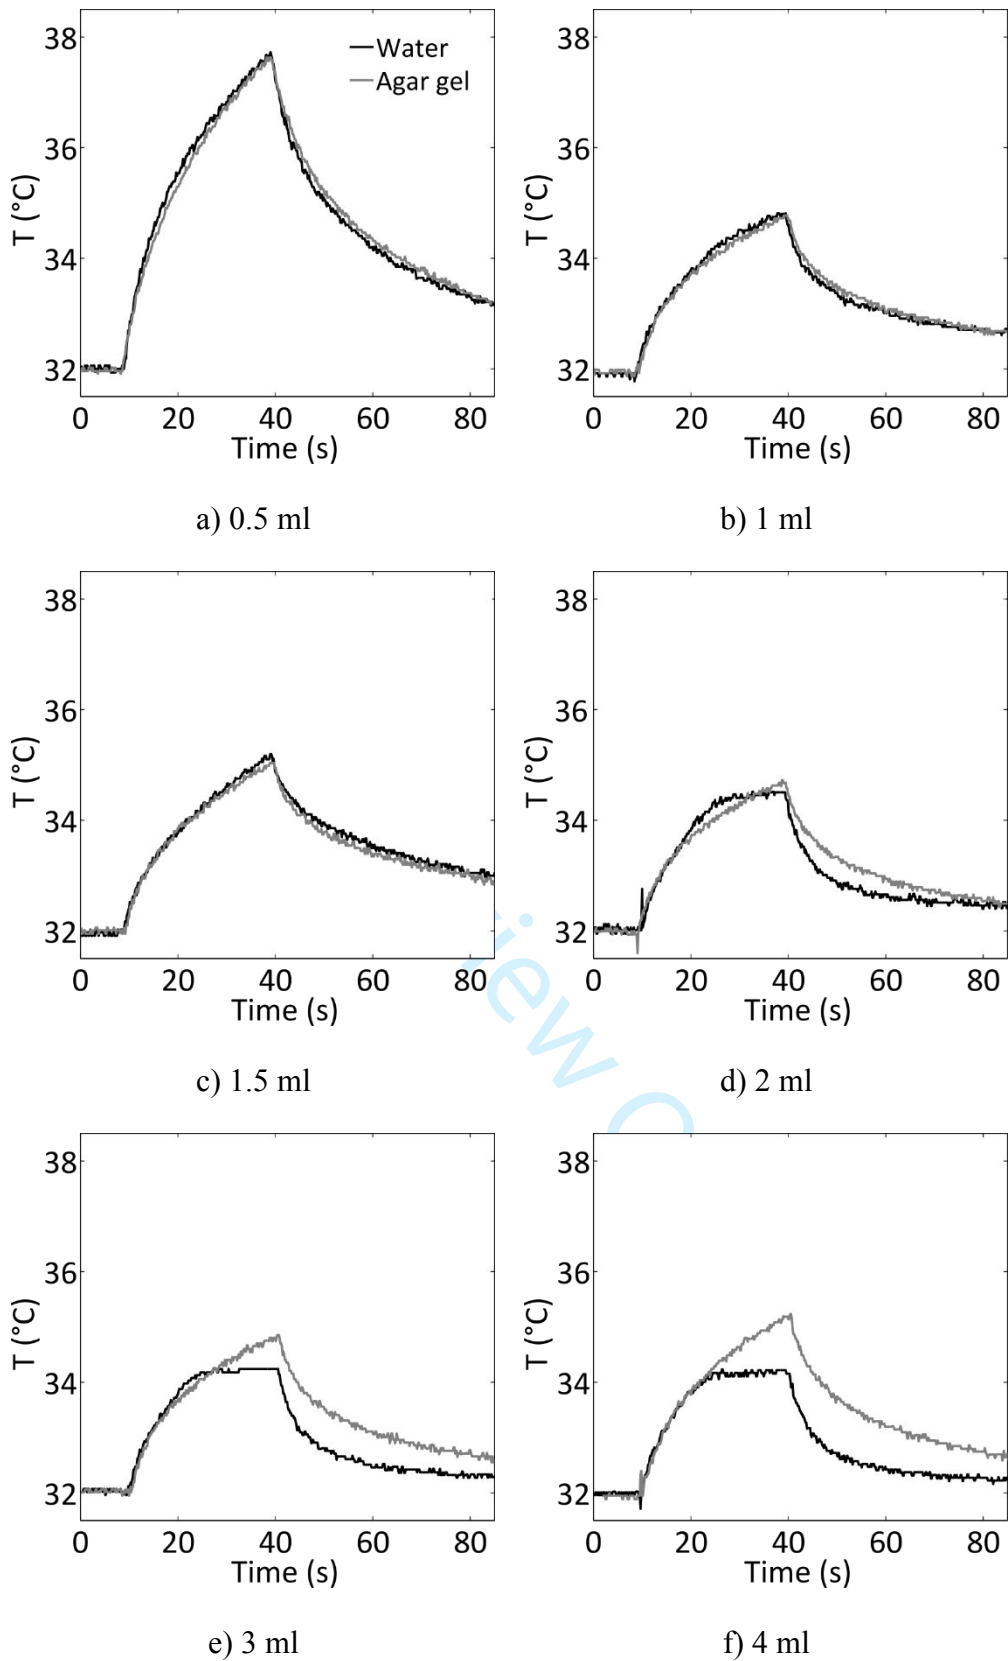 38
36
34
32
T (°C)
0 20 40 60 80
Time (s)
Water
Agar gel
a) 0.5 ml
38
36
34
32
T (°C)
0 20 40 60 80
Time (s)
b) 1 ml
38
36
34
32
T (°C)
0 20 40 60 80
Time (s)
c) 1.5 ml
38
36
34
32
T (°C)
0 20 40 60 80
Time (s)
d) 2 ml
38
36
34
32
T (°C)
0 20 40 60 80
Time (s)
e) 3 ml
38
36
34
32
T (°C)
0 20 40 60 80
Time (s)
f) 4 ml